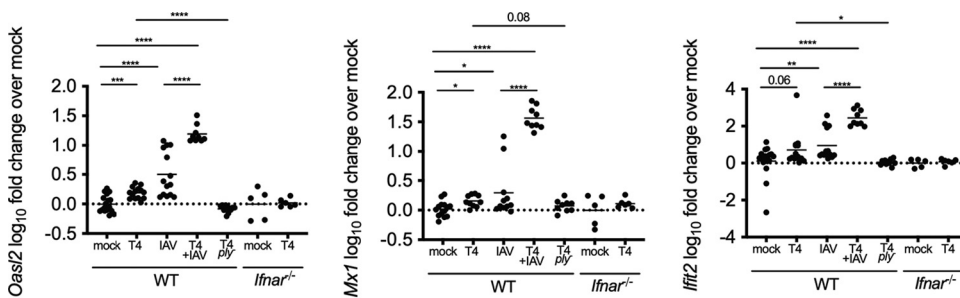 ****
****
****
***
****
Oasl2 log10 fold change over mock
2.0
1.5
1.0
0.5
0.0
-0.5
mock
T4
IAV
T4 +IAV
T4 ply-
mock
T4
WT
Ifnar-/-
0.08
****
*
*
****
Mx1 log10 fold change over mock
2.0
1.5
1.0
0.5
0.0
-0.5
mock
T4
IAV
T4 +IAV
T4 ply-
mock
T4
WT
Ifnar-/-
*
****
**
0.06
****
Ifit2 log10 fold change over mock
4
2
0
-2
-4
mock
T4
IAV
T4 +IAV
T4 ply-
mock
T4
WT
Ifnar-/-